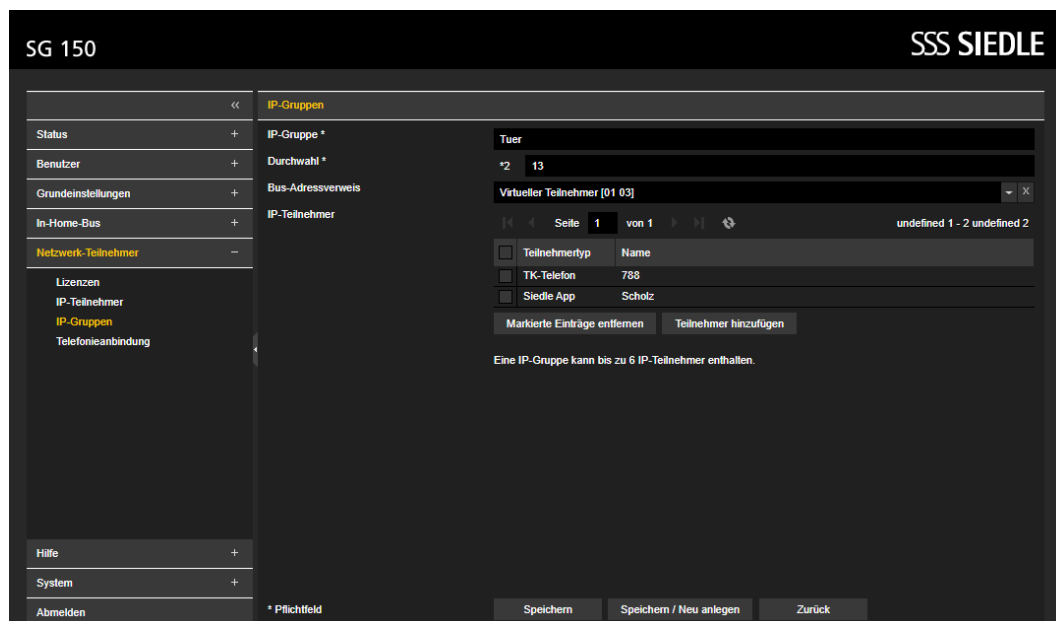 SG 150
SSS SIEDLE
«
IP-Gruppen
Status +
Benutzer +
Grundeinstellungen +
In-Home-Bus +
Netzwerk-Teilnehmer –
Lizenzen
IP-Teilnehmer
IP-Gruppen
Telefonieanbindung
Hilfe +
System +
Abmelden
IP-Gruppe * Tuer
Durchwahl * *2 13
Bus-Adressverweis Virtueller Teilnehmer [01 03] X
IP-Teilnehmer Seite 1 von 1 undefined 1 - 2 undefined 2
Teilnehmertyp Name
TK-Telefon 788
Siedle App Scholz
Markierte Einträge entfernen Teilnehmer hinzufügen
Eine IP-Gruppe kann bis zu 6 IP-Teilnehmer enthalten.
* Pflichtfeld Speichern Speichern / Neu anlegen Zurück